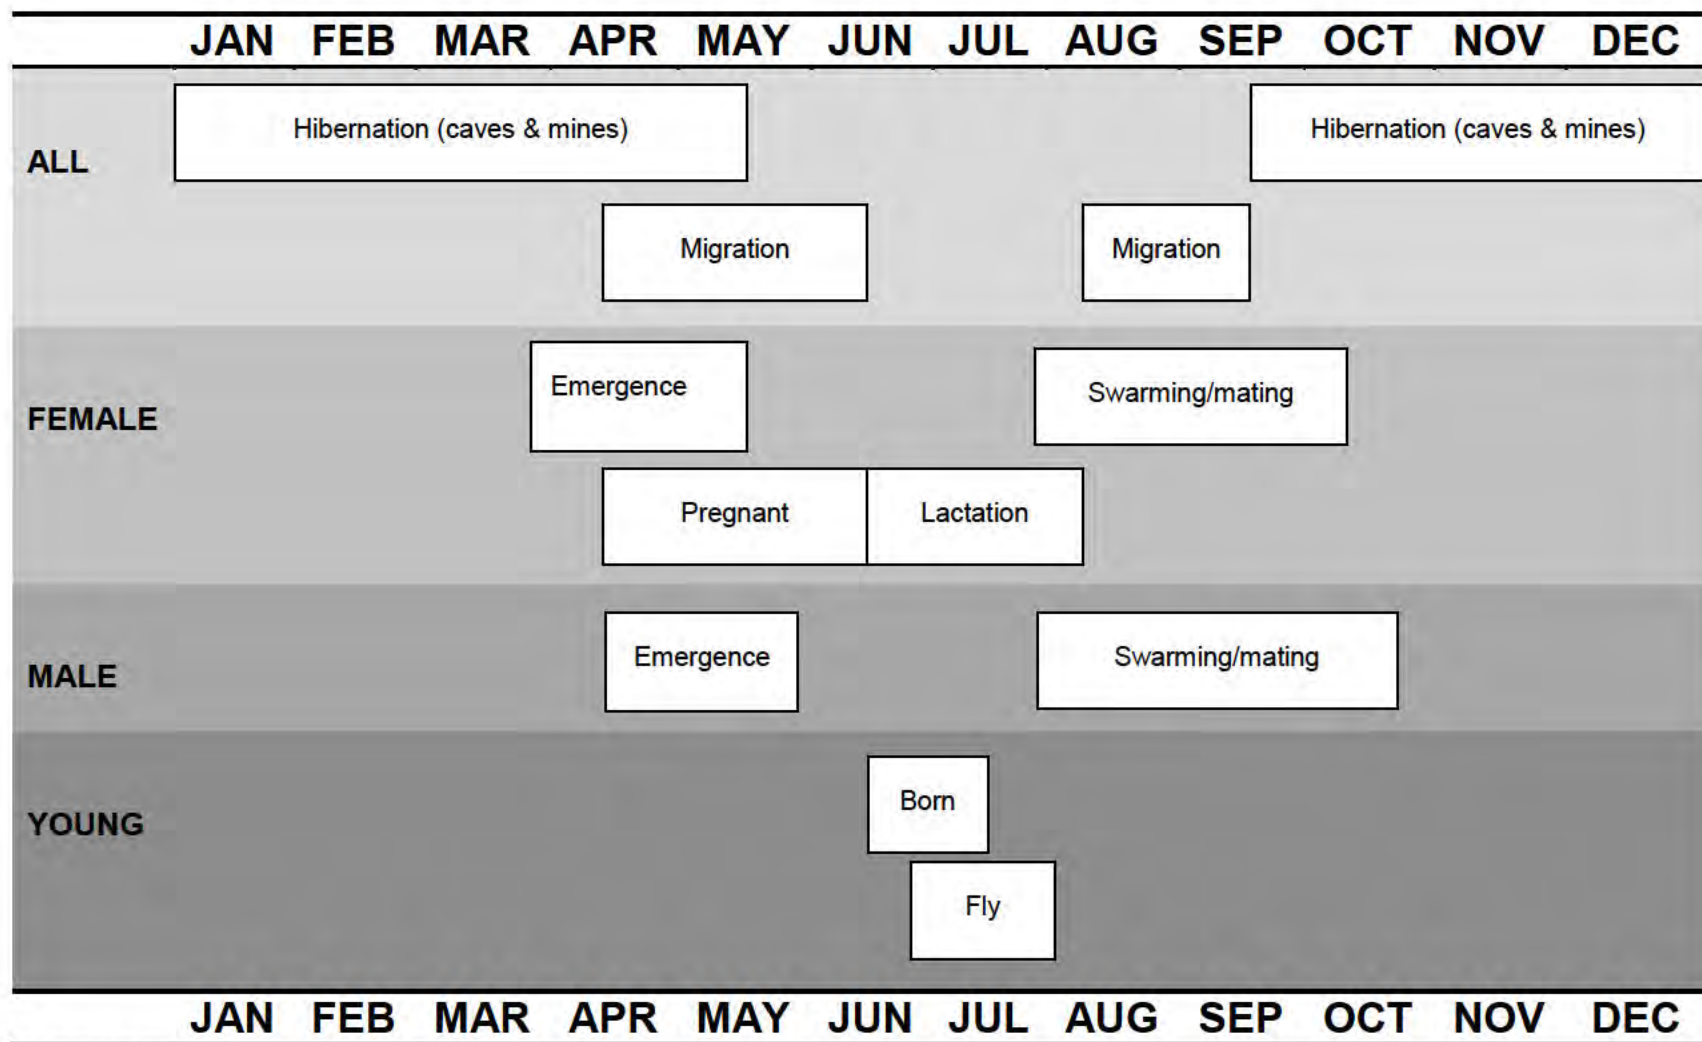 JAN FEB MAR APR MAY JUN JUL AUG SEP OCT NOV DEC
ALL
Hibernation (caves & mines)
Hibernation (caves & mines)
Migration
Migration
FEMALE
Emergence
Swarming/mating
Pregnant
Lactation
MALE
Emergence
Swarming/mating
YOUNG
Born
Fly
JAN FEB MAR APR MAY JUN JUL AUG SEP OCT NOV DEC